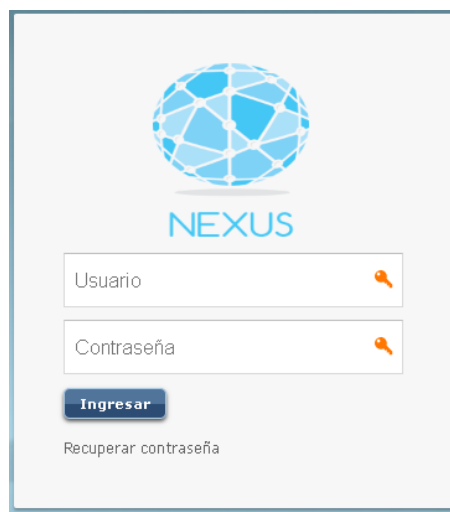 NEXUS
Usuario
Contraseña
Ingresar
Recuperar contraseña